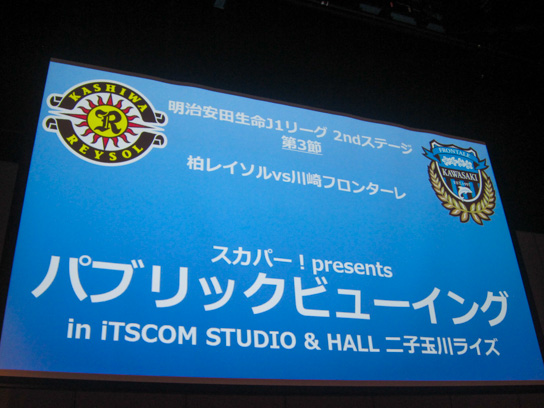 KASHIWA
REYSOL
明治安田生命J1リーグ 2ndステージ
第3節
FRONTALE
KAWASAKI
柏レイソルvs川崎フロンターレ
スカパー！presents
パブリックビューイング
in iTSCOM STUDIO & HALL 二子玉川ライズ